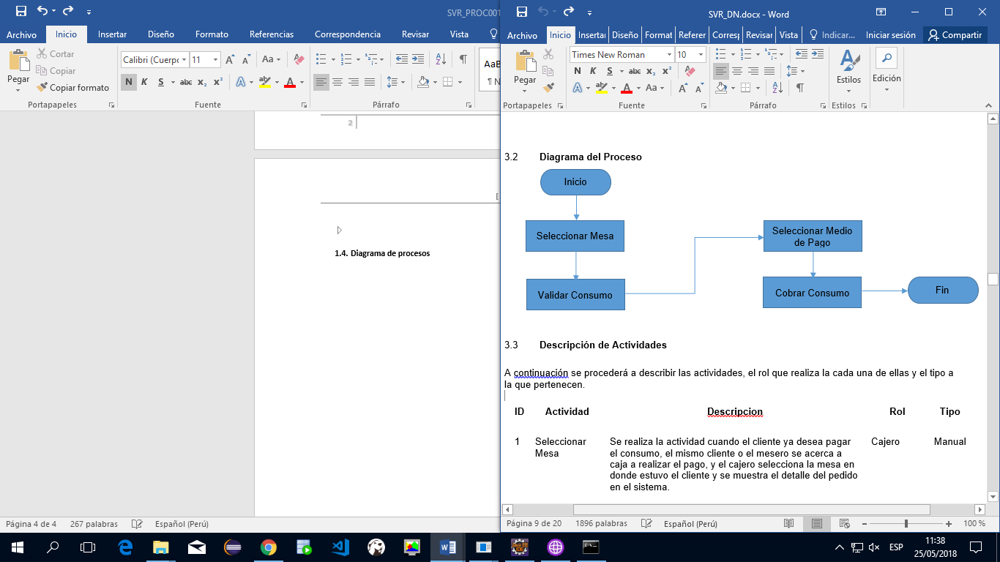 SVR_PROC001
Archivo Inicio Insertar Diseño Formato Referencias Correspondencia Revisar Vista
Pegar
Cortar
Copiar
Copiar formato
Calibri (Cuerpo 11
Aa
N K S abc x₂ x² A ab A
AaBb
¶ N
Portapapeles Fuente Párrafo
2
[
1.4. Diagrama de procesos
Página 4 de 4 267 palabras Español (Perú)
SVR_DN.docx - Word
Archivo Inicio Insertar Diseño Format Referer Corresp Revisar Vista Indicar... Iniciar sesión Compartir
Pegar
Times New Roman 10
N K S abc x₂ x²
A ab A Aa A A
Estilos
Edición
Portapapeles Fuente Párrafo Estilos
3.2 Diagrama del Proceso
Inicio
Seleccionar Mesa
Validar Consumo
Seleccionar Medio
de Pago
Cobrar Consumo
Fin
3.3 Descripción de Actividades
A continuación se procederá a describir las actividades, el rol que realiza la cada una de ellas y el tipo a
la que pertenecen.
ID Actividad Descripcion Rol Tipo
1 Seleccionar Mesa Se realiza la actividad cuando el cliente ya desea pagar Cajero Manual
el consumo, el mismo cliente o el mesero se acerca a
caja a realizar el pago, y el cajero selecciona la mesa en
donde estuvo el cliente y se muestra el detalle del pedido
en el sistema.
Página 9 de 20 1896 palabras Español (Perú) 100 %
ESP
11:38
25/05/2018